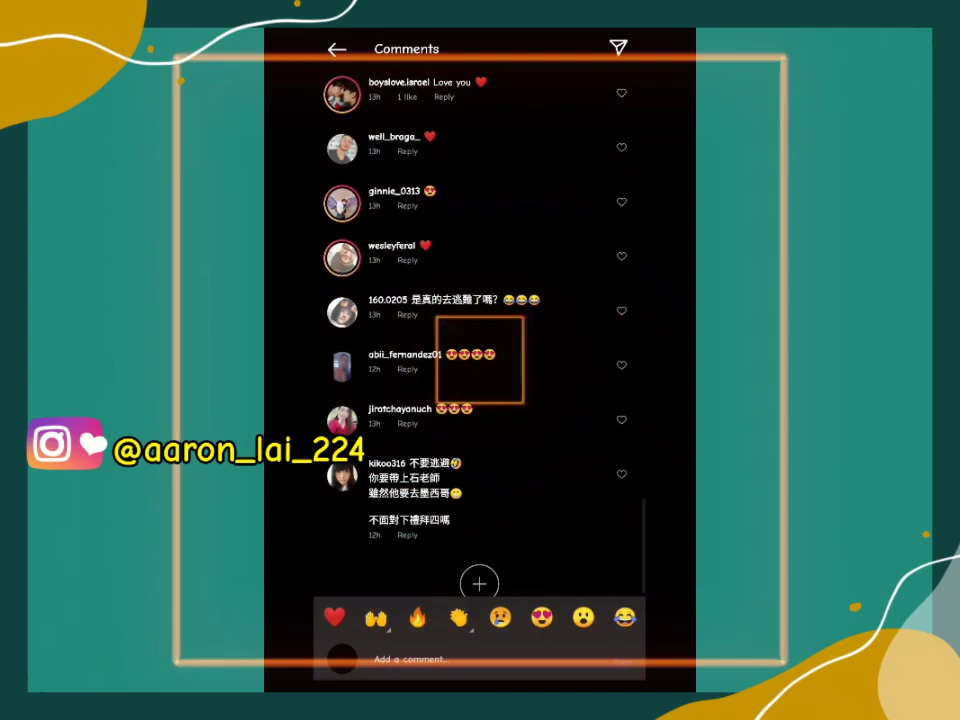 Comments
boyslove.israel Love you ❤️
13h 1 like Reply
well_braga_ ❤️
13h Reply
ginnie_0313 😍
13h Reply
wesleyferal ❤️
13h Reply
160.0205 是真的去逃難了嗎? 😂😂😂
13h Reply
abii_fernandez01 😍😍😍😍
12h Reply
jiratchayanuch 😍😍😍
13h Reply
@aaron_lai_224
kikoo316 不要逃避🤣
你要帶上石老師
雖然他要去墨西哥😁
不面對下禮拜四嗎
12h Reply
❤️ 🙌 🔥 👏 😢 😍 😮 😂
Add a comment...